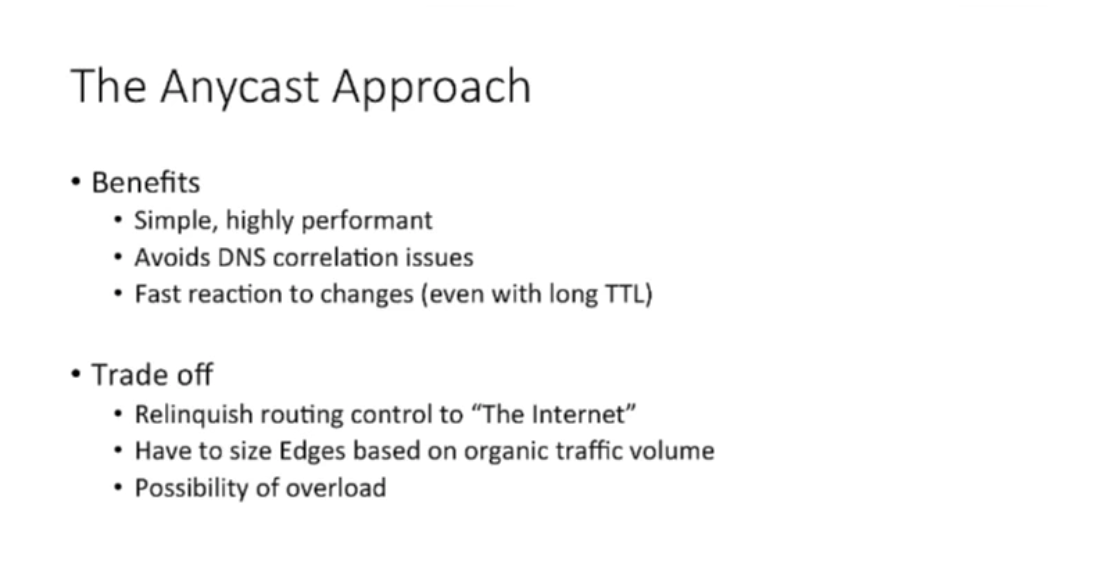 The Anycast Approach
• Benefits
• Simple, highly performant
• Avoids DNS correlation issues
• Fast reaction to changes (even with long TTL)
• Trade off
• Relinquish routing control to “The Internet”
• Have to size Edges based on organic traffic volume
• Possibility of overload